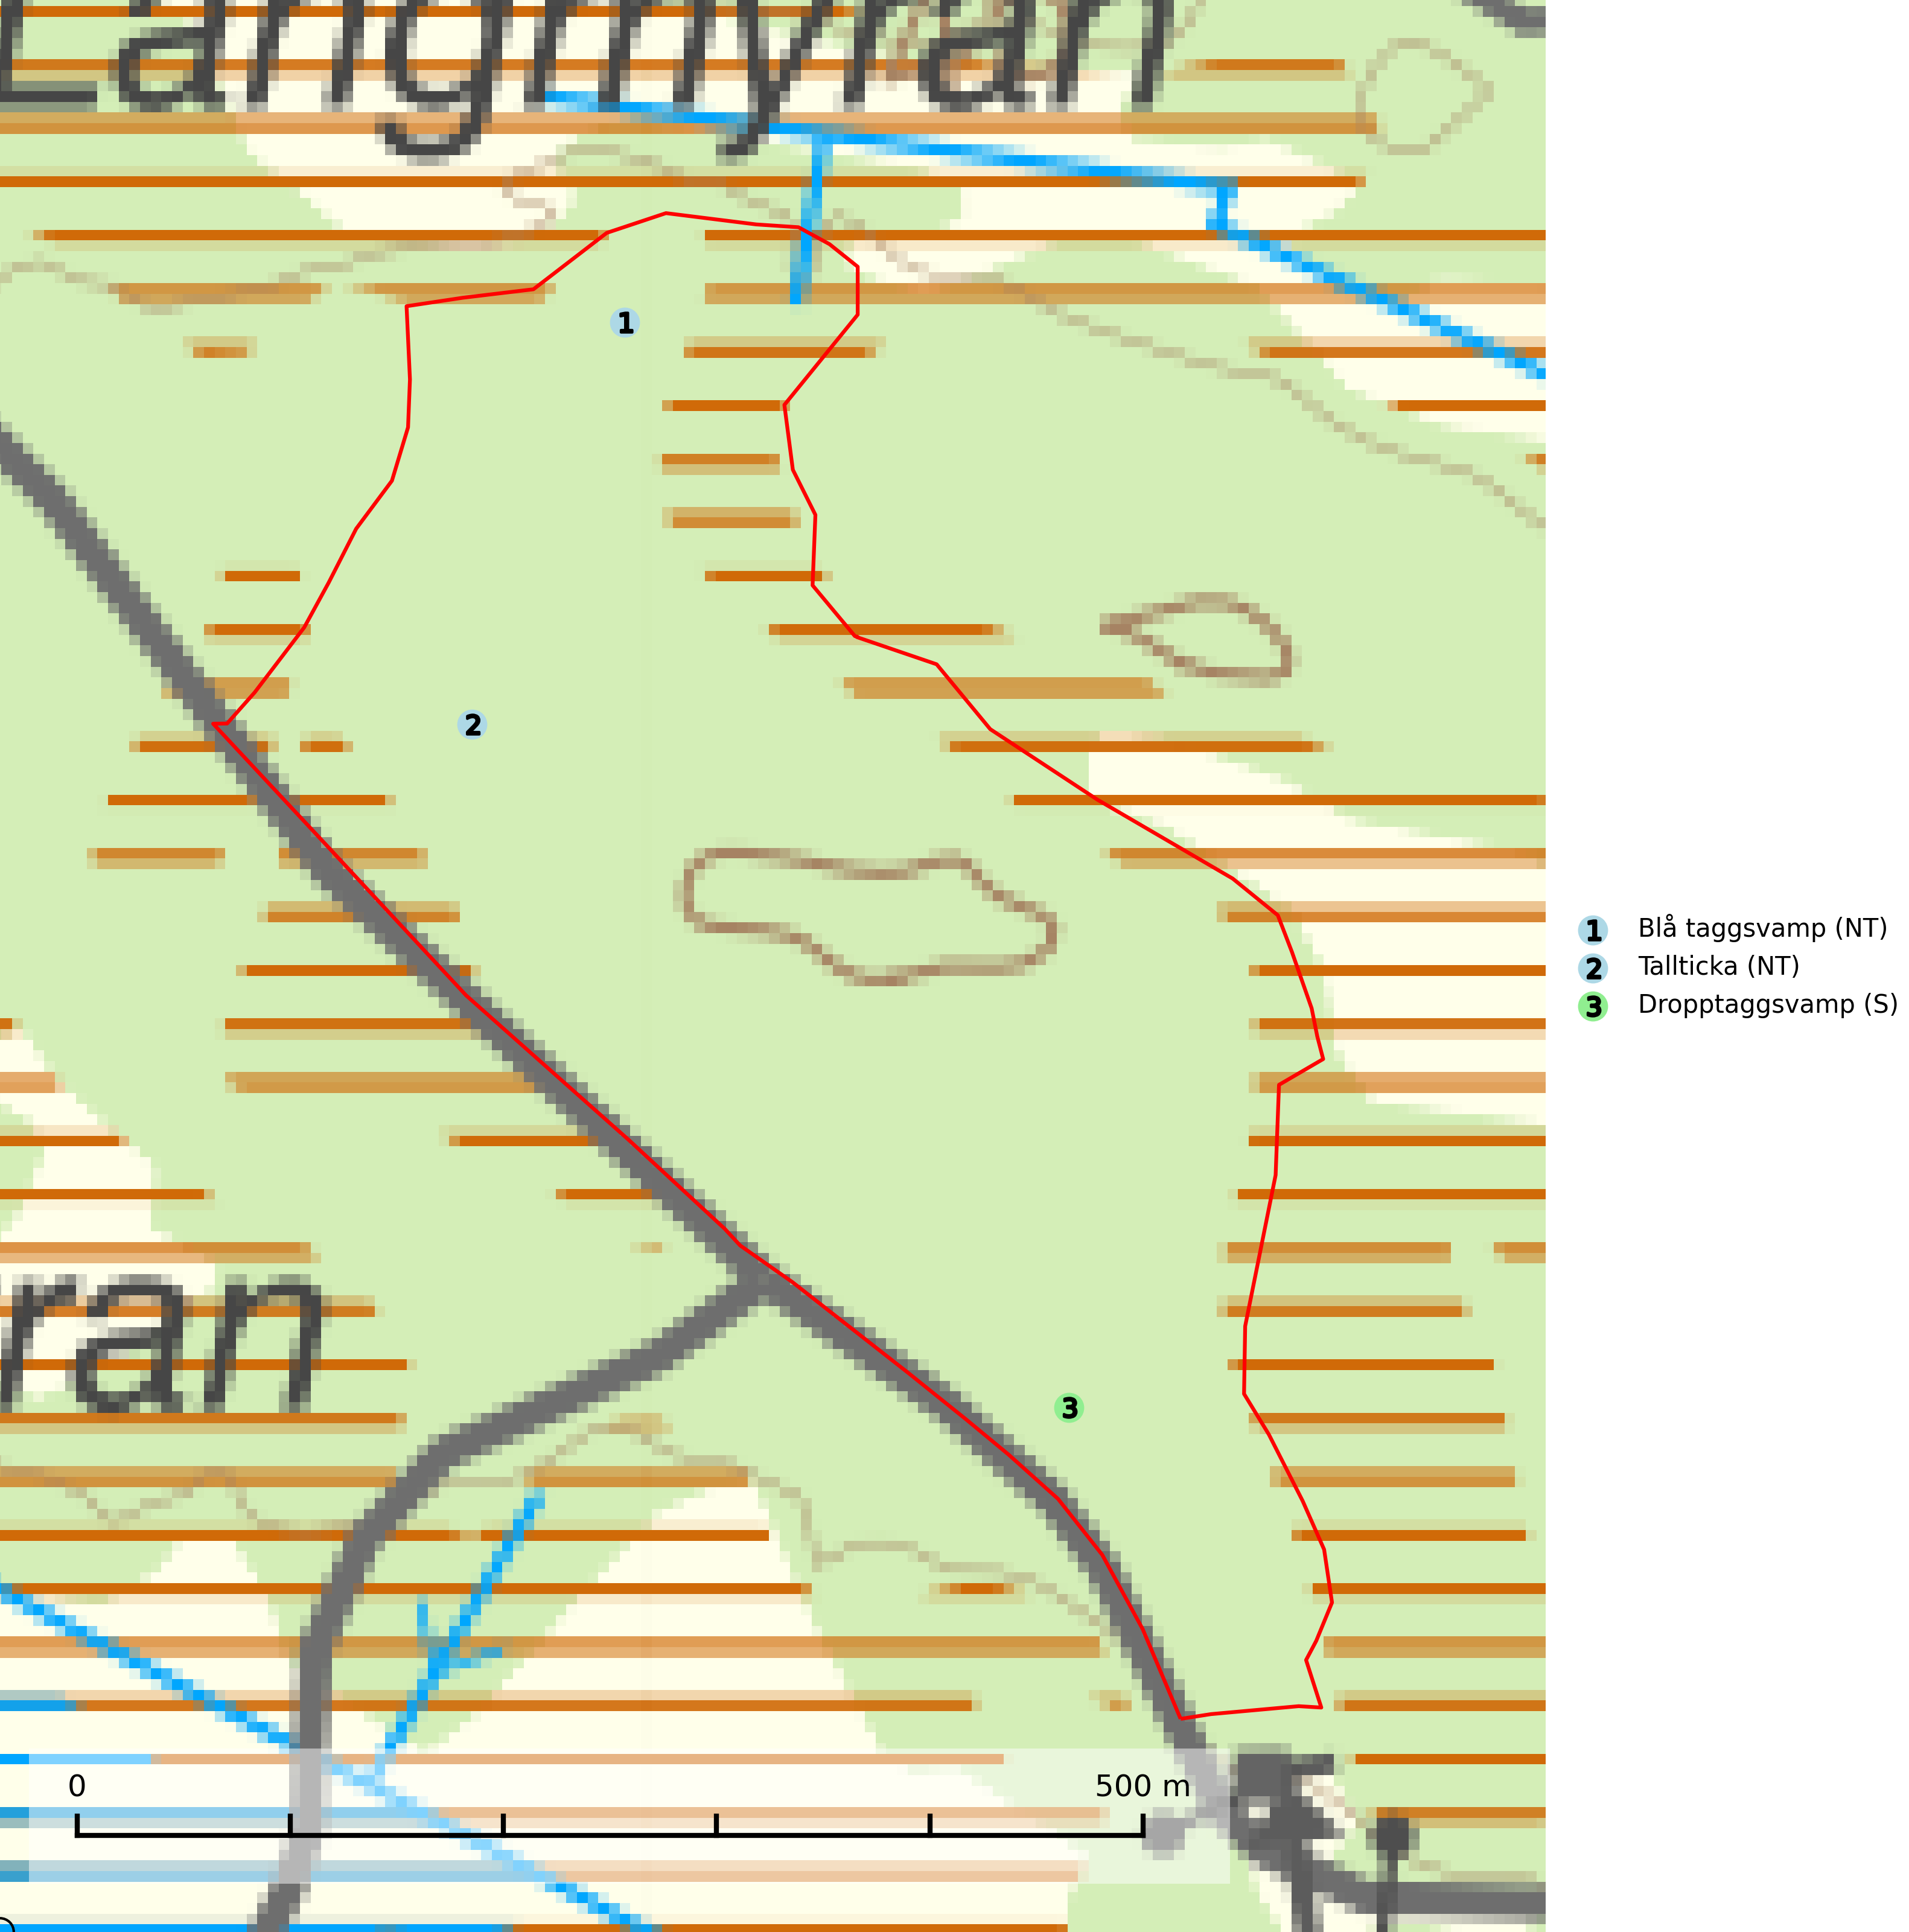 Långmyran
1
2
ran
3
0 500 m
1 Blå taggsvamp (NT)
2 Tallticka (NT)
3 Dropptaggsvamp (S)